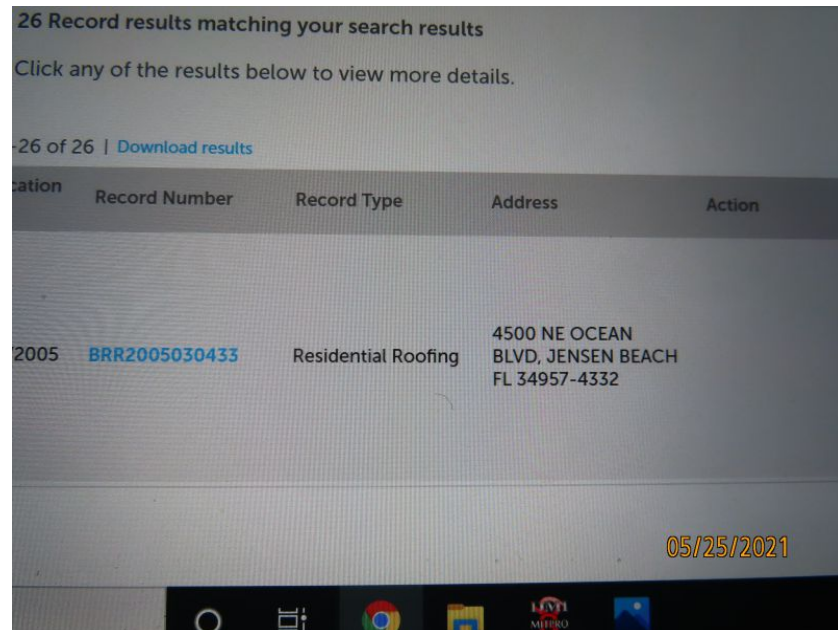 26 Record results matching your search results
Click any of the results below to view more details.
-26 of 26 | Download results
cation Record Number Record Type Address Action
/2005 BRR2005030433 Residential Roofing 4500 NE OCEAN
BLVD, JENSEN BEACH
FL 34957-4332
05/25/2021